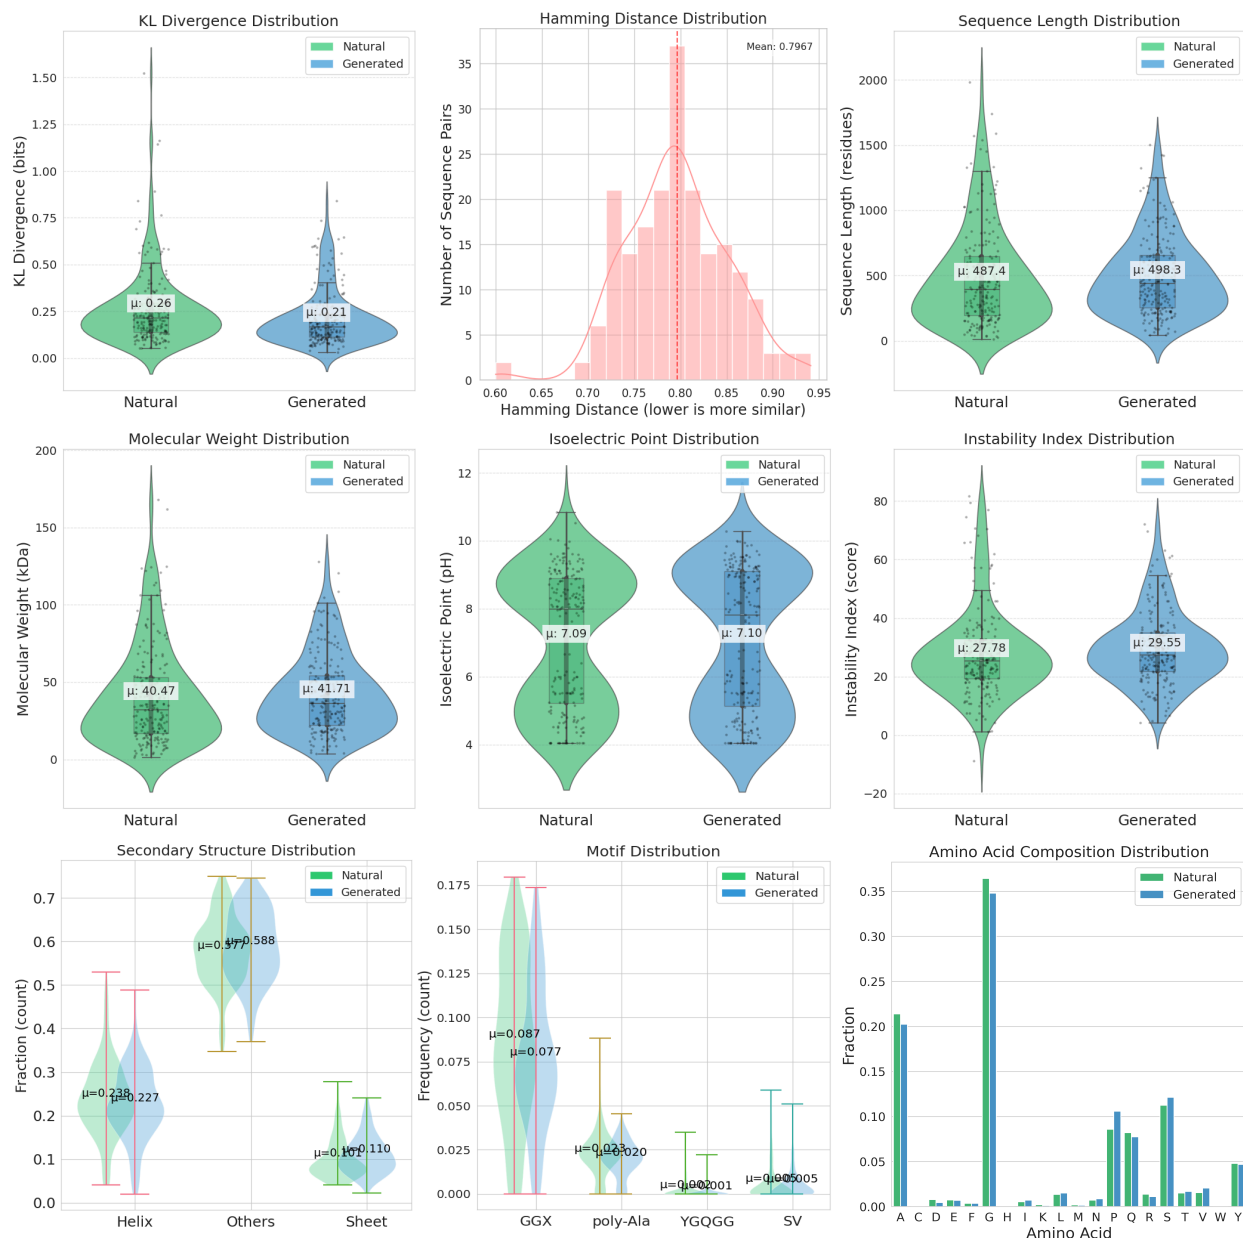 KL Divergence Distribution
KL Divergence (bits)
1.50
1.25
1.00
0.75
0.50
0.25
0.00
Natural
Generated
μ: 0.26
μ: 0.21
Natural
Generated
Hamming Distance Distribution
Number of Sequence Pairs
35
30
25
20
15
10
5
0
Mean: 0.7967
0.60
0.65
0.70
0.75
0.80
0.85
0.90
0.95
Hamming Distance (lower is more similar)
Sequence Length Distribution
Sequence Length (residues)
2000
1500
1000
500
0
Natural
Generated
μ: 487.4
μ: 498.3
Natural
Generated
Molecular Weight Distribution
Molecular Weight (kDa)
200
150
100
50
0
Natural
Generated
μ: 40.47
μ: 41.71
Natural
Generated
Isoelectric Point Distribution
Isoelectric Point (pH)
12
10
8
6
4
Natural
Generated
μ: 7.09
μ: 7.10
Natural
Generated
Instability Index Distribution
Instability Index (score)
80
60
40
20
0
−20
Natural
Generated
μ: 27.78
μ: 29.55
Natural
Generated
Secondary Structure Distribution
Fraction (count)
0.7
0.6
0.5
0.4
0.3
0.2
0.1
0.0
Natural
Generated
μ=0.577
μ=0.588
μ=0.238
μ=0.227
μ=0.101
μ=0.110
Helix
Others
Sheet
Motif Distribution
Frequency (count)
0.175
0.150
0.125
0.100
0.075
0.050
0.025
0.000
Natural
Generated
μ=0.087
μ=0.077
μ=0.023
μ=0.020
μ=0.002
μ=0.001
μ=0.005
μ=0.005
GGX
poly-Ala
YGQGG
SV
Amino Acid Composition Distribution
Fraction
0.35
0.30
0.25
0.20
0.15
0.10
0.05
0.00
Natural
Generated
A C D E F G H I K L M N P Q R S T V W Y
Amino Acid